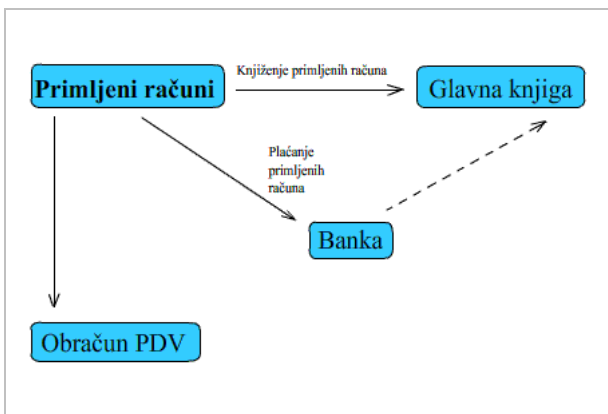 Knjiženje primljenih računa
Primljeni računi
Glavna knjiga
Plaćanje
primljenih
računa
Banka
Obračun PDV